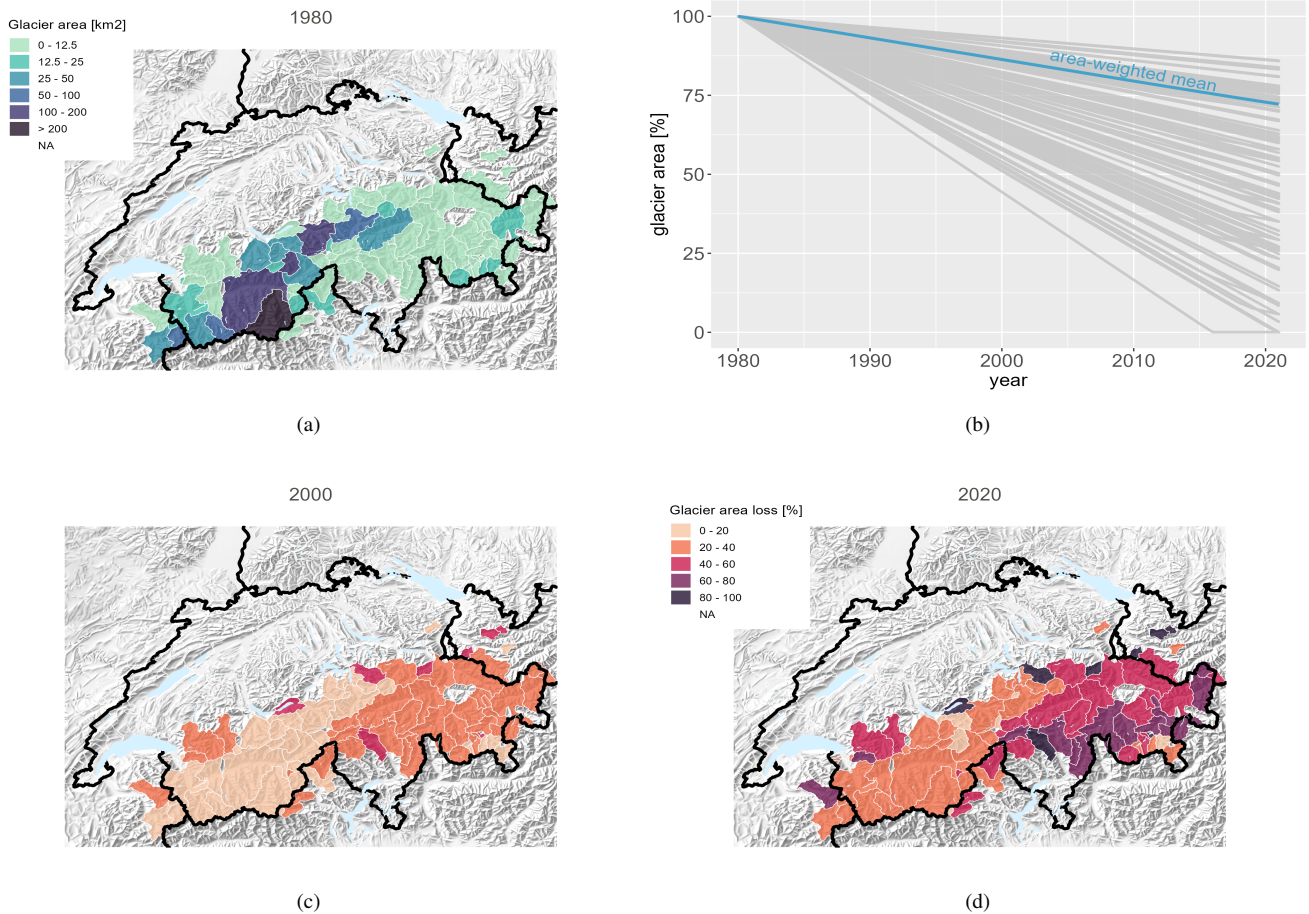 1980
Glacier area [km2]
0 - 12.5
12.5 - 25
25 - 50
50 - 100
100 - 200
> 200
NA
(a)
100
75
50
25
0
glacier area [%]
area-weighted mean
1980
1990
2000
2010
2020
year
(b)
2000
(c)
2020
Glacier area loss [%]
0 - 20
20 - 40
40 - 60
60 - 80
80 - 100
NA
(d)